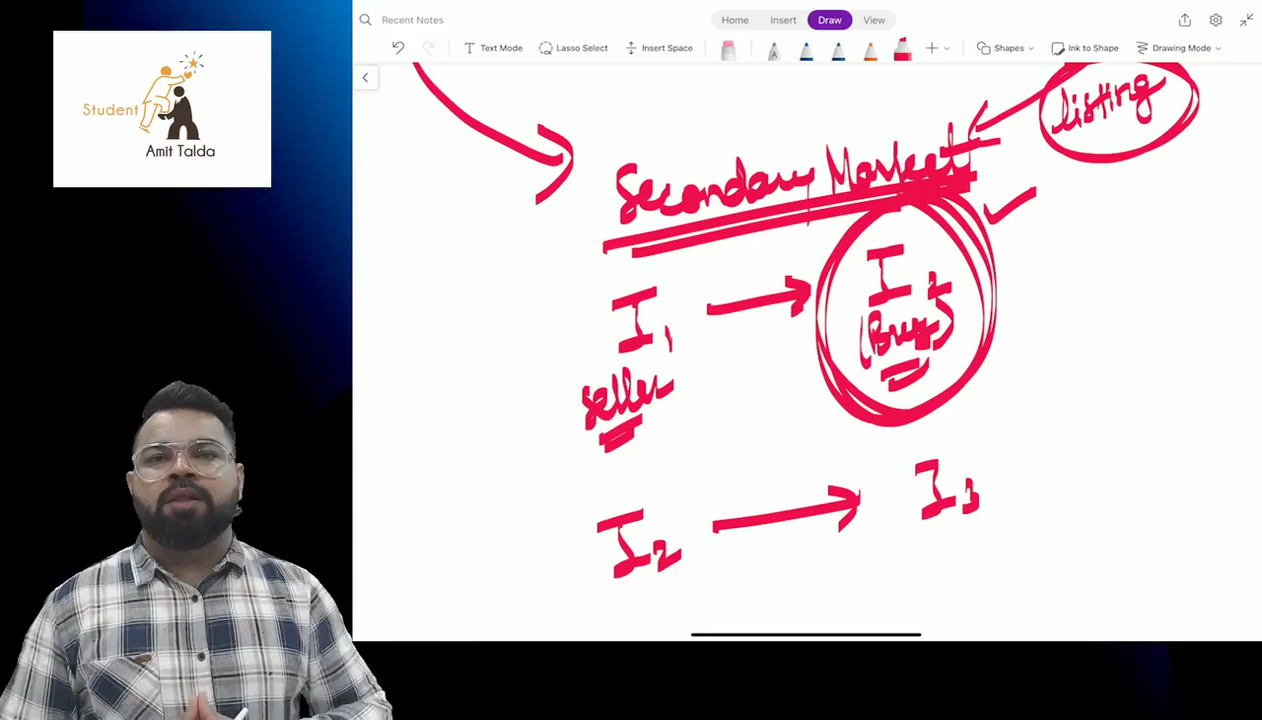 Recent Notes
Home Insert Draw View
Text Mode Lasso Select Insert Space Shapes Ink to Shape Drawing Mode
Student
Amit Talda
listing
Secondary Market
I1 I2
(Buyer)
seller
I2 I3